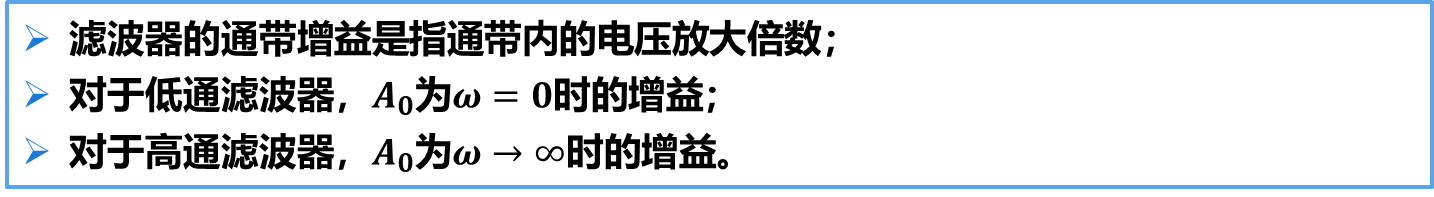 ➢ 滤波器的通带增益是指通带内的电压放大倍数；
➢ 对于低通滤波器，A₀为ω = 0时的增益；
➢ 对于高通滤波器，A₀为ω → ∞时的增益。